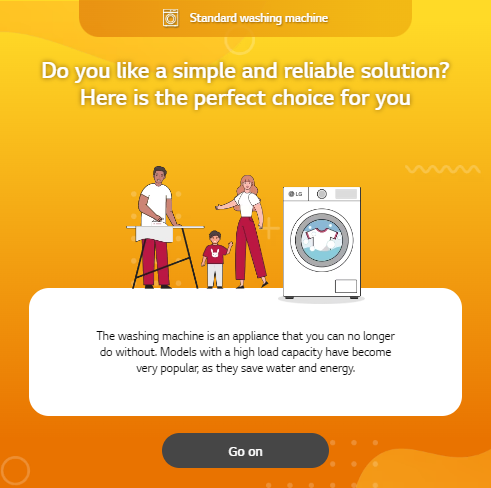 Standard washing machine
Do you like a simple and reliable solution?
Here is the perfect choice for you
LG
The washing machine is an appliance that you can no longer
do without. Models with a high load capacity have become
very popular, as they save water and energy.
Go on